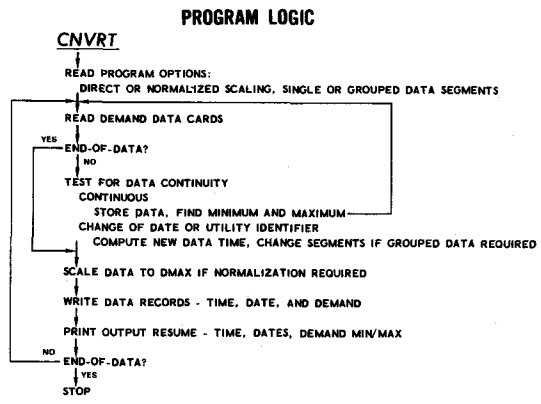 PROGRAM LOGIC
CNVRT
READ PROGRAM OPTIONS:
DIRECT OR NORMALIZED SCALING, SINGLE OR GROUPED DATA SEGMENTS
READ DEMAND DATA CARDS
YES
END-OF-DATA?
NO
TEST FOR DATA CONTINUITY
CONTINUOUS
STORE DATA, FIND MINIMUM AND MAXIMUM
CHANGE OF DATE OR UTILITY IDENTIFIER
COMPUTE NEW DATA TIME, CHANGE SEGMENTS IF GROUPED DATA REQUIRED
SCALE DATA TO DMAX IF NORMALIZATION REQUIRED
WRITE DATA RECORDS - TIME, DATE, AND DEMAND
PRINT OUTPUT RESUME - TIME, DATES, DEMAND MIN/MAX
NO
END-OF-DATA?
YES
STOP